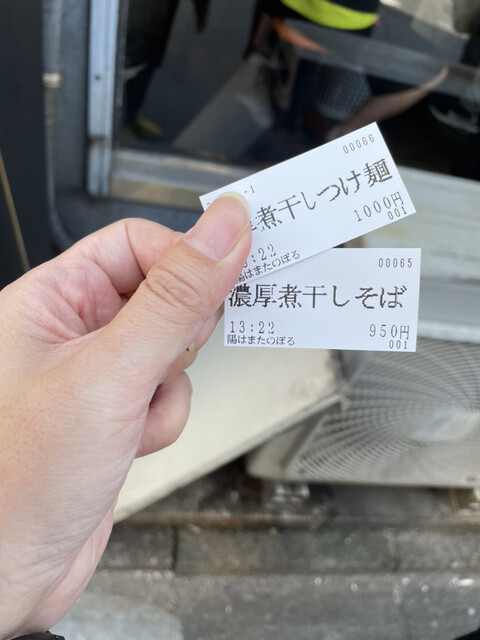 00066
煮干しつけ麺
1000円
:22
001
陽はまたのぼる
00065
濃厚煮干しそば
13:22
950円
陽はまたのぼる
001